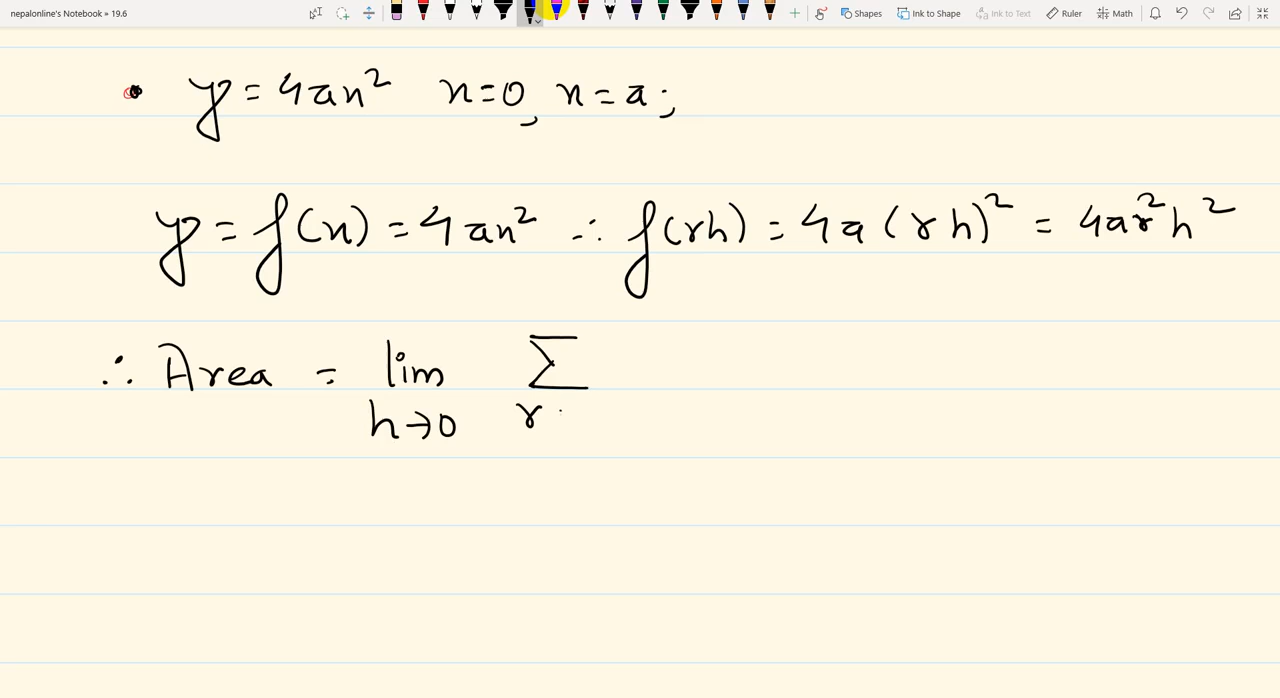 nepalonline's Notebook » 19.6 Shapes Ink to Shape Ink to Text Ruler Math
• y = 4ax² x=0, x=a;
y = f(x) = 4ax² ∴ f(rh) = 4a(rh)² = 4ar²h²
∴ Area = lim Σ
h→0 r